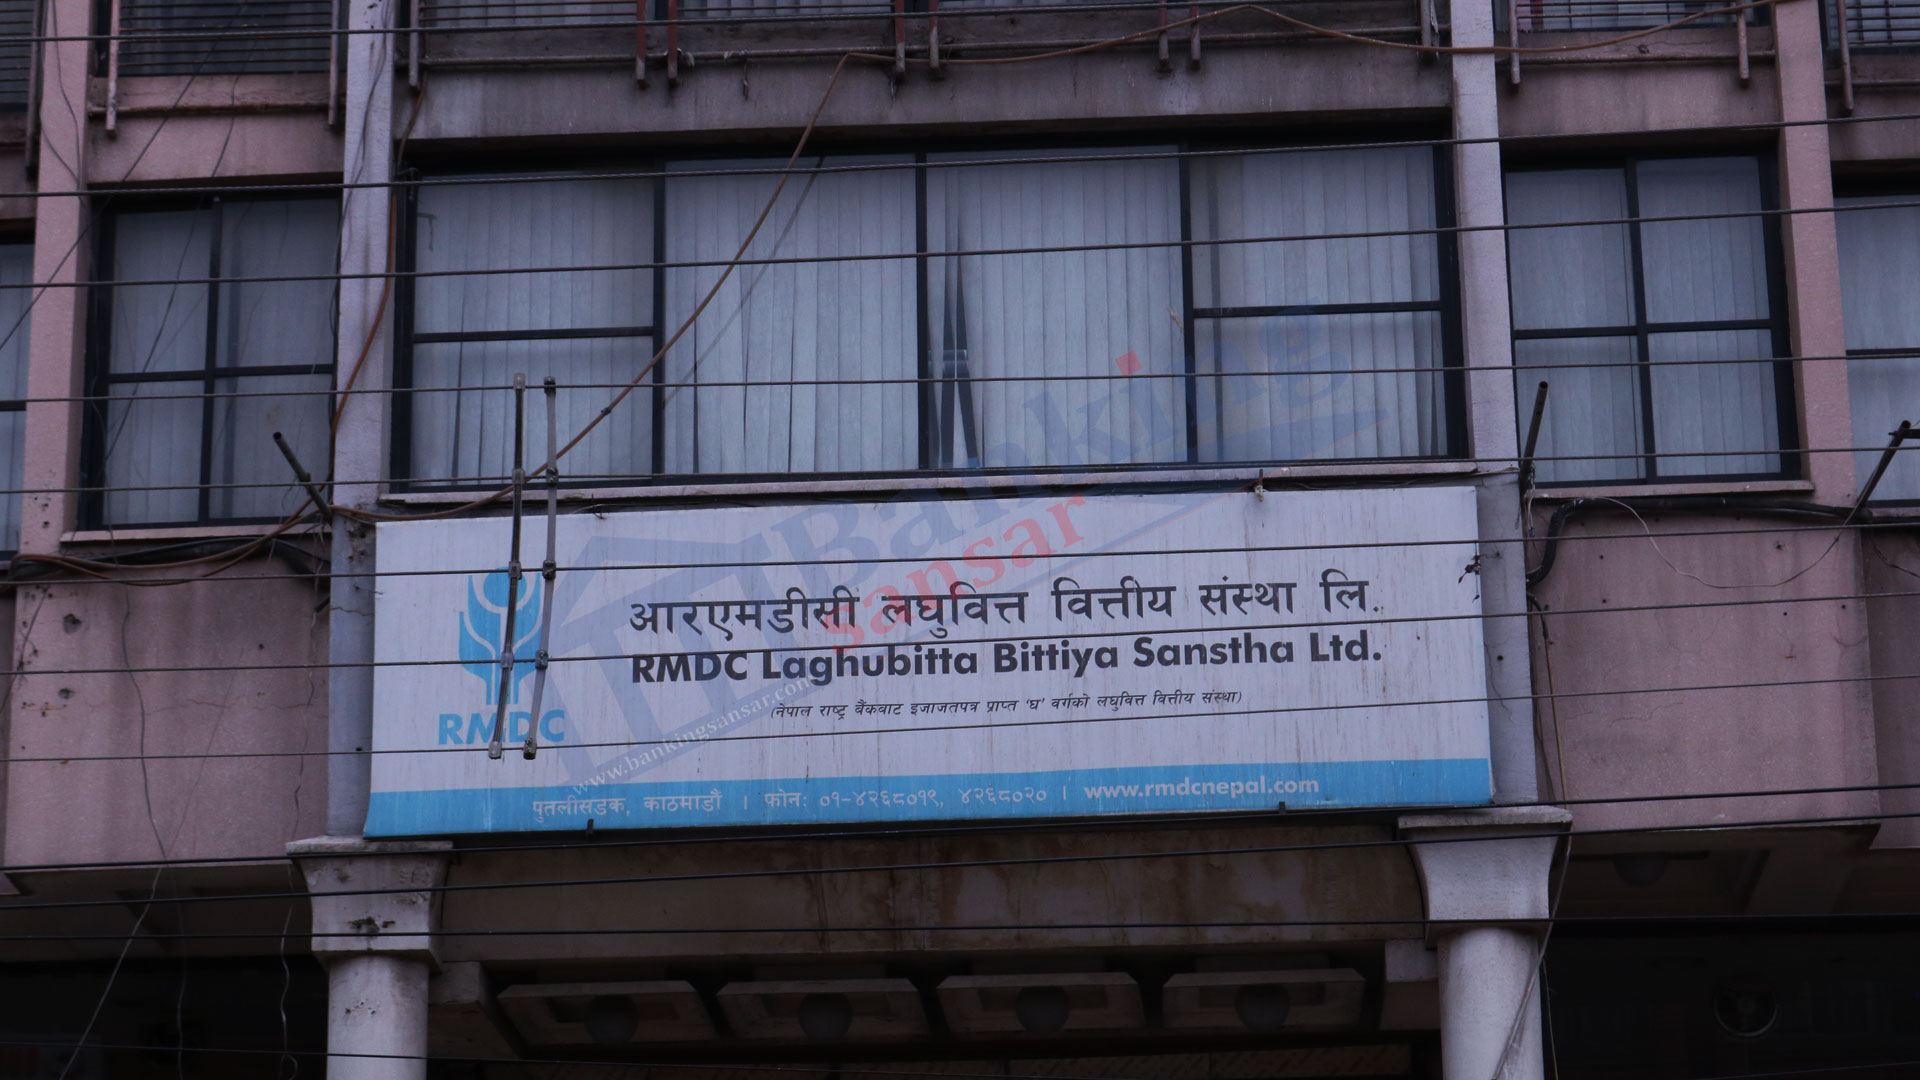 Banking
sansar
www.bankingsansar.com
आरएमडीसी लघुवित्त वित्तीय संस्था लि.
RMDC Laghubitta Bittiya Sanstha Ltd.
(नेपाल राष्ट्र बैंकबाट इजाजतपत्र प्राप्त 'घ' वर्गको लघुवित्त वित्तीय संस्था)
RMDC
पुतलीसडक, काठमाडौं । फोनः ०१-४२६८०१९, ४२६८०२० । www.rmdcnepal.com